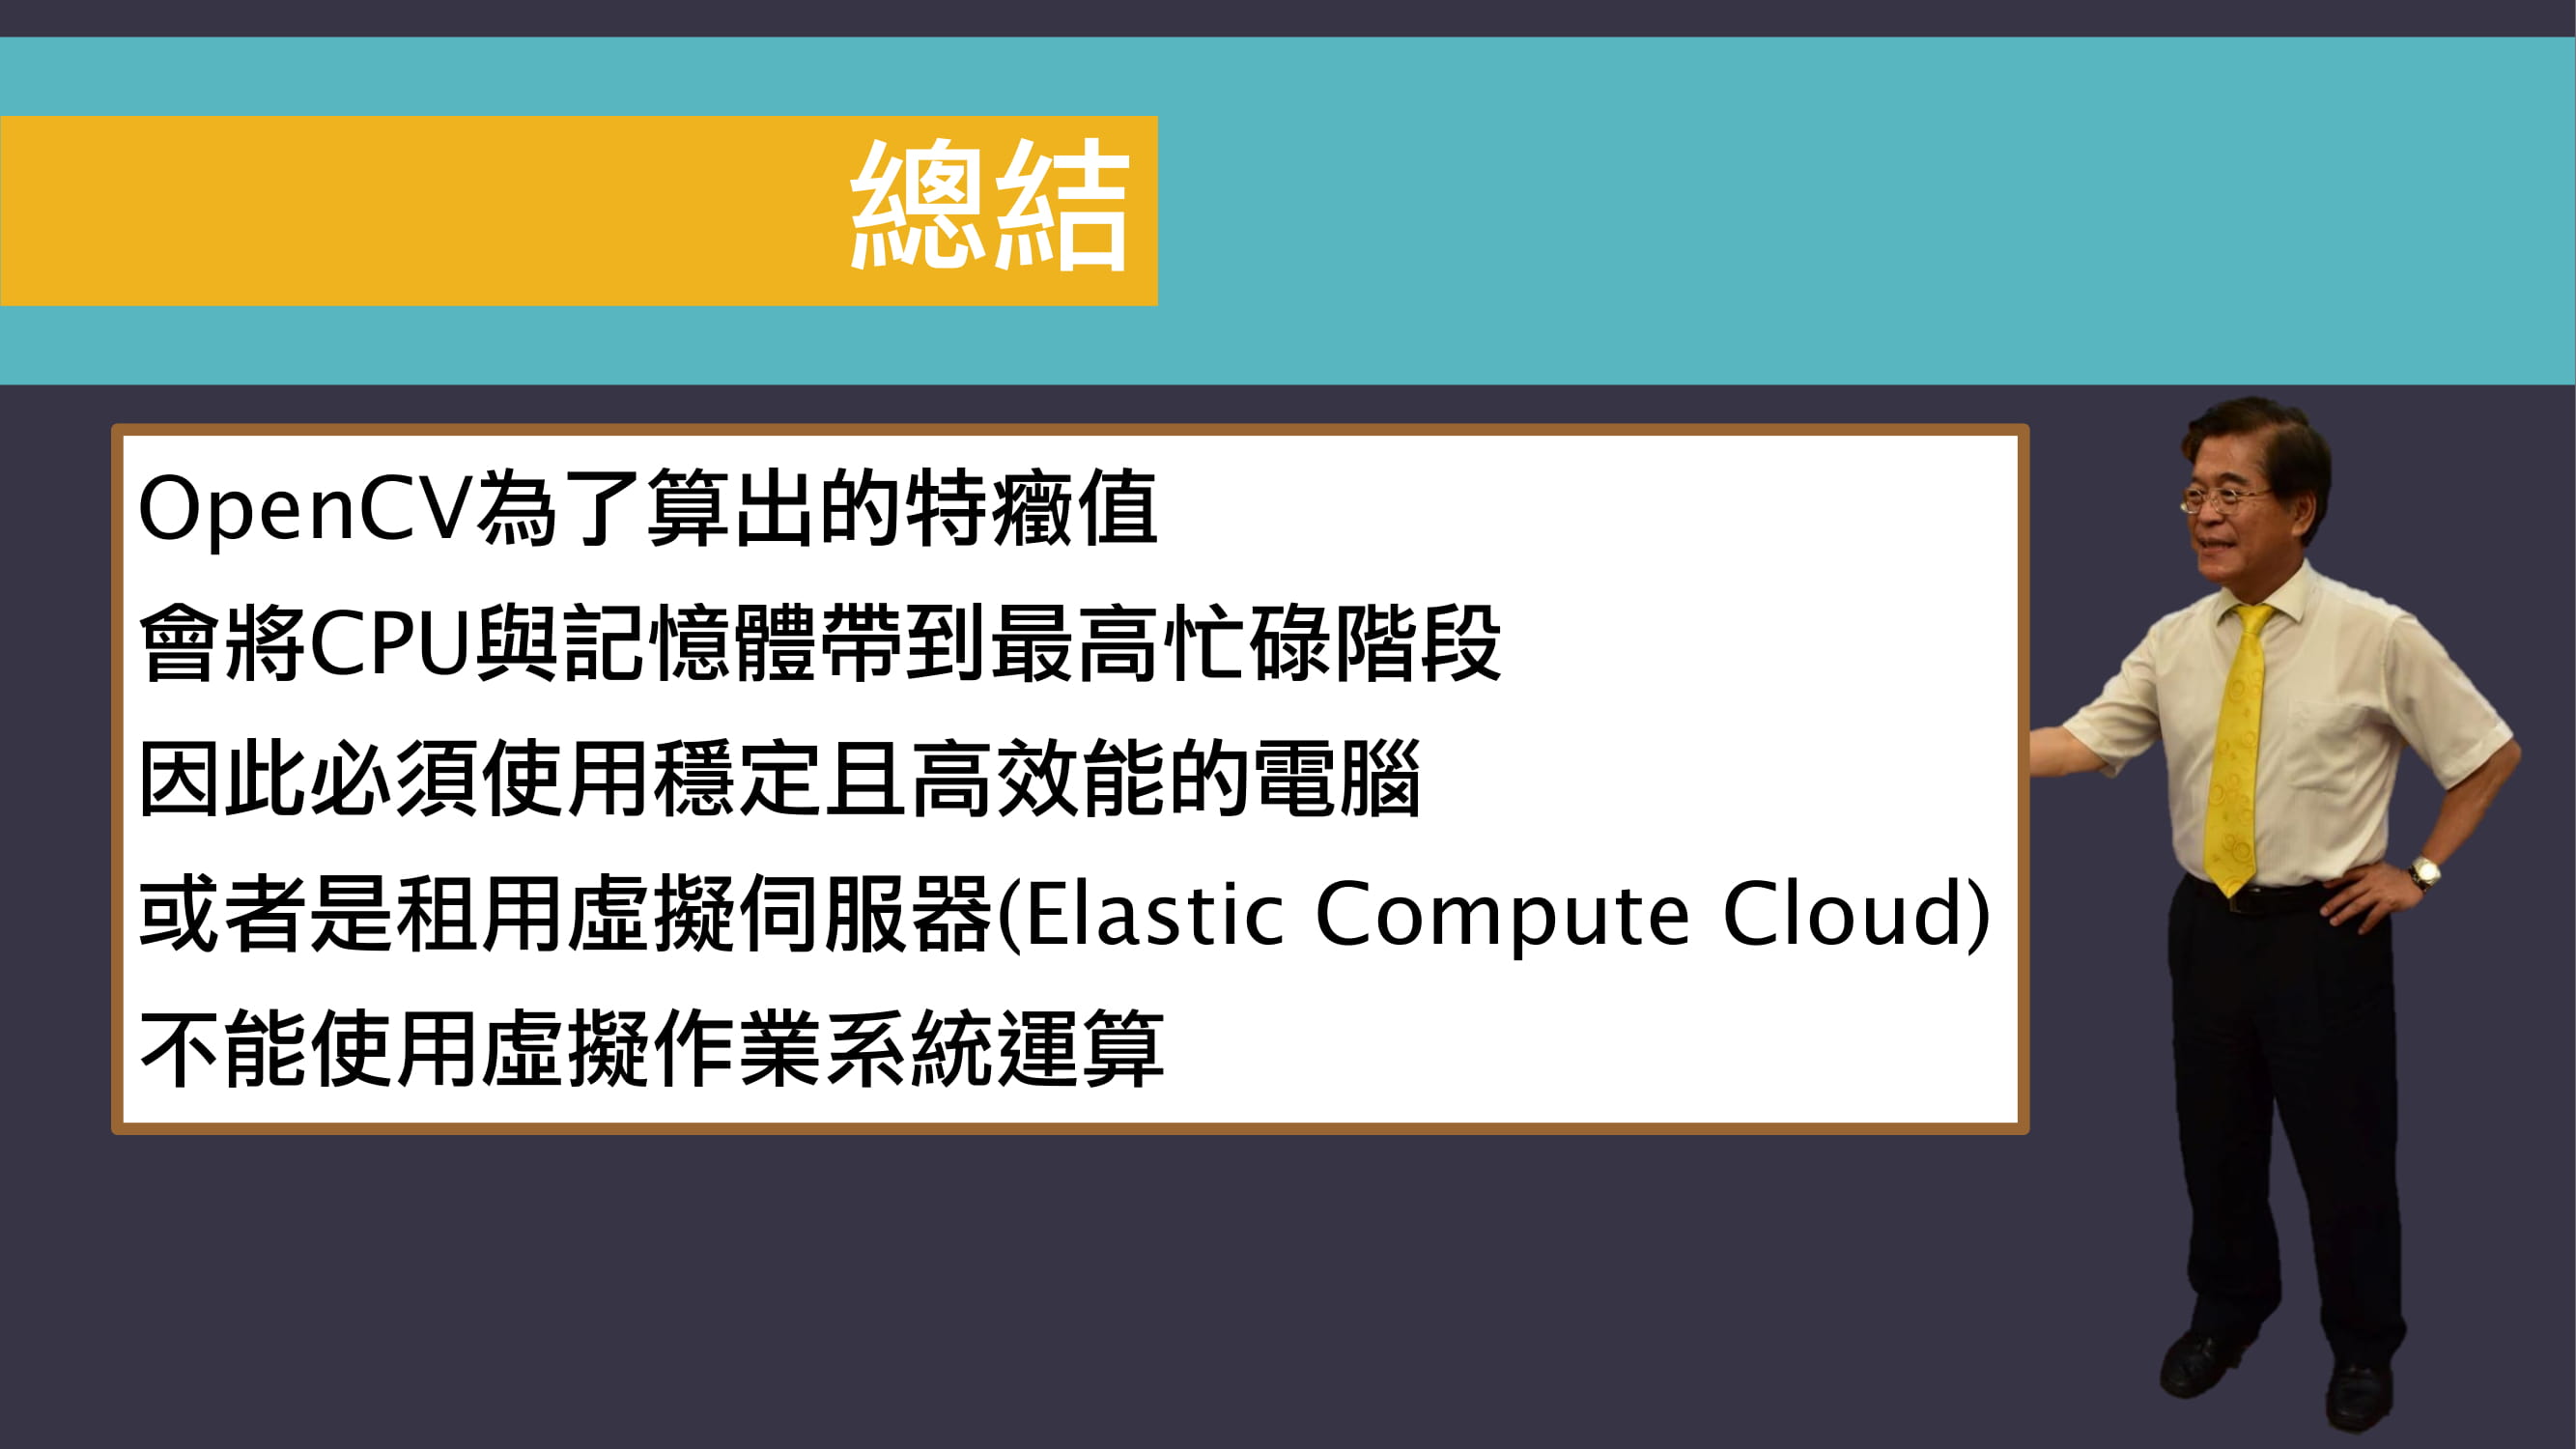 總結
OpenCV為了算出的特癥值
會將CPU與記憶體帶到最高忙碌階段
因此必須使用穩定且高效能的電腦
或者是租用虛擬伺服器(Elastic Compute Cloud)
不能使用虛擬作業系統運算